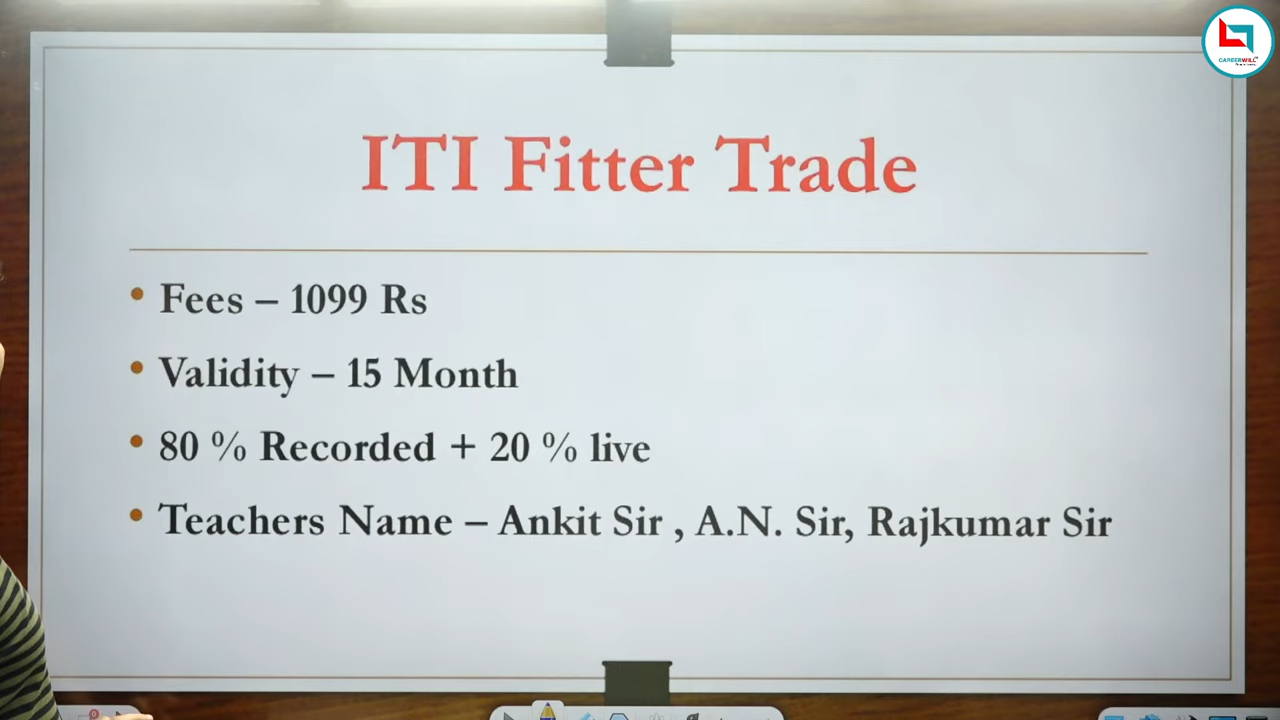 CAREERWILL
ITI Fitter Trade
• Fees – 1099 Rs
• Validity – 15 Month
• 80 % Recorded + 20 % live
• Teachers Name – Ankit Sir , A.N. Sir, Rajkumar Sir